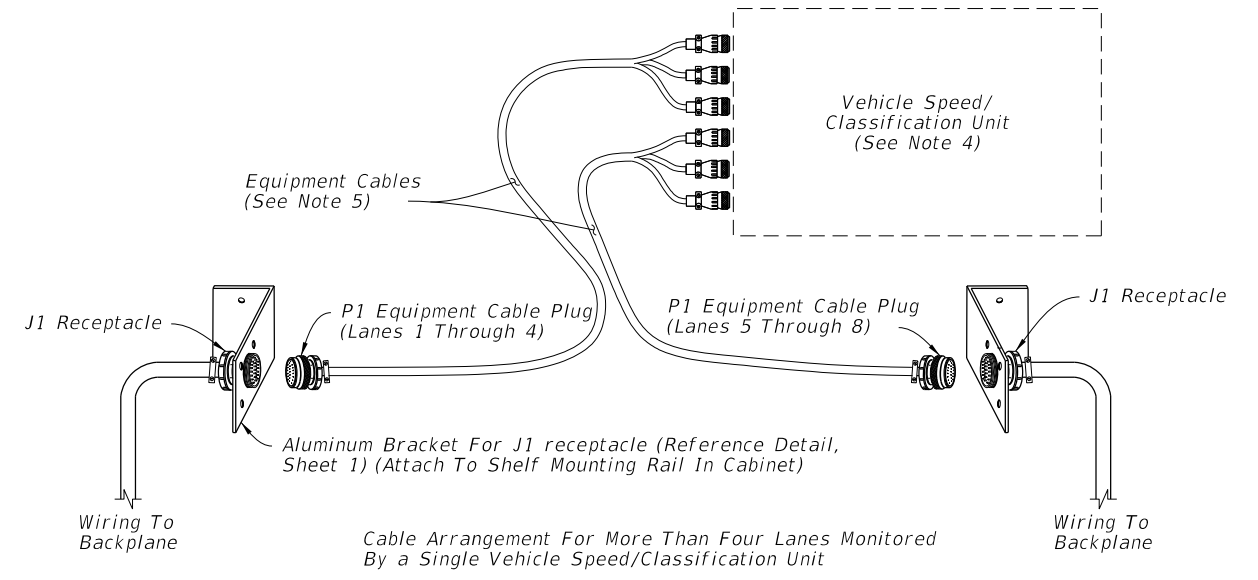 Vehicle Speed/
Classification Unit
(See Note 4)
Equipment Cables
(See Note 5)
J1 Receptacle
P1 Equipment Cable Plug
(Lanes 1 Through 4)
P1 Equipment Cable Plug
(Lanes 5 Through 8)
J1 Receptacle
Aluminum Bracket For J1 receptacle (Reference Detail,
Sheet 1) (Attach To Shelf Mounting Rail In Cabinet)
Wiring To
Backplane
Wiring To
Backplane
Cable Arrangement For More Than Four Lanes Monitored
By a Single Vehicle Speed/Classification Unit